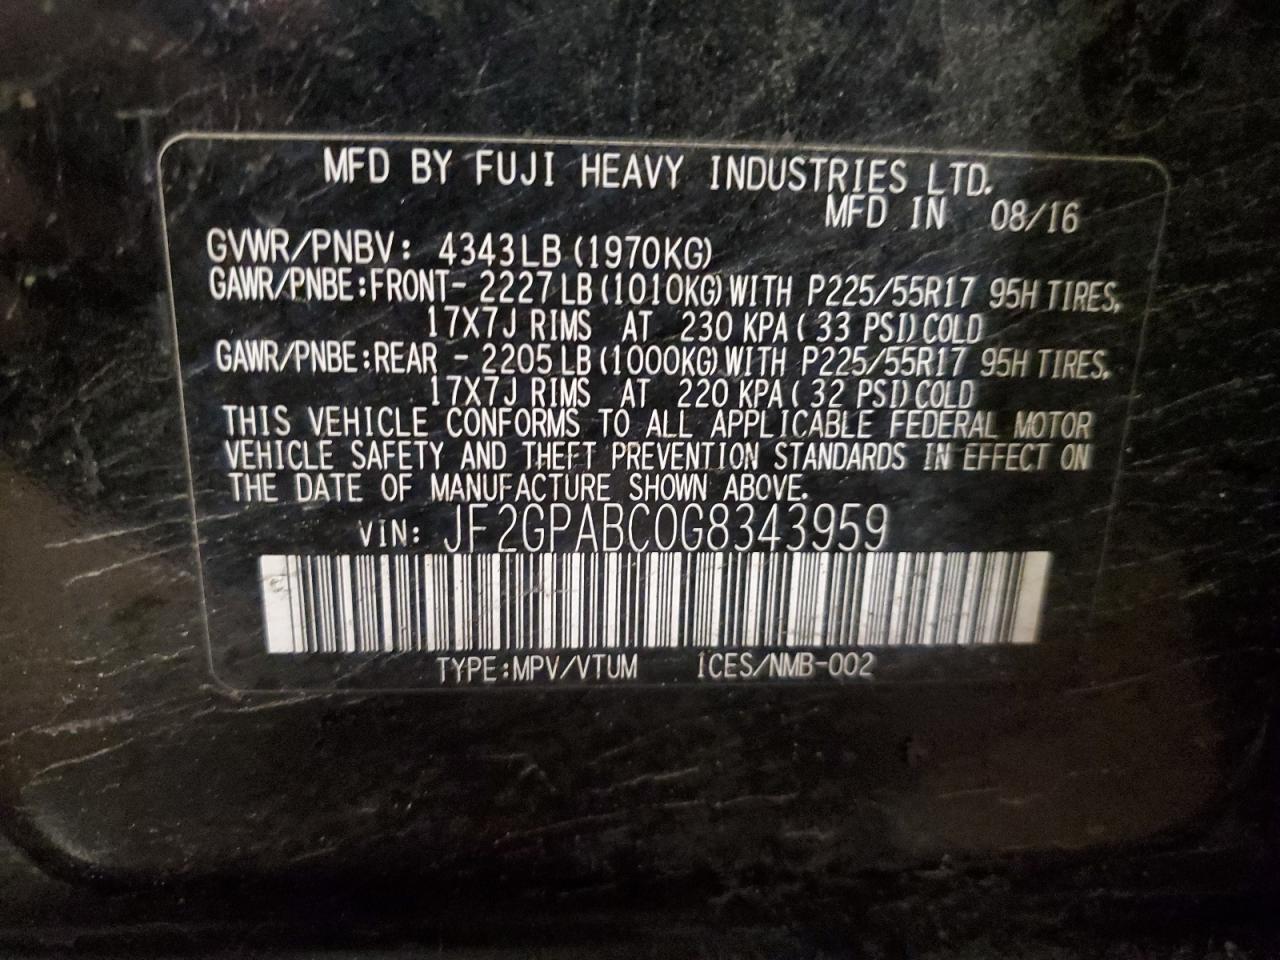 MFD BY FUJI HEAVY INDUSTRIES LTD.
MFD IN 08/16
GVWR/PNBV: 4343LB (1970KG)
GAWR/PNBE:FRONT- 2227 LB (1010KG) WITH P225/55R17 95H TIRES,
17X7J RIMS AT 230 KPA ( 33 PSI) COLD
GAWR/PNBE:REAR - 2205 LB (1000KG) WITH P225/55R17 95H TIRES,
17X7J RIMS AT 220 KPA ( 32 PSI) COLD
THIS VEHICLE CONFORMS TO ALL APPLICABLE FEDERAL MOTOR
VEHICLE SAFETY AND THEFT PREVENTION STANDARDS IN EFFECT ON
THE DATE OF MANUFACTURE SHOWN ABOVE.
VIN: JF2GPABC0G8343959
TYPE:MPV/VTUM ICES/NMB-002